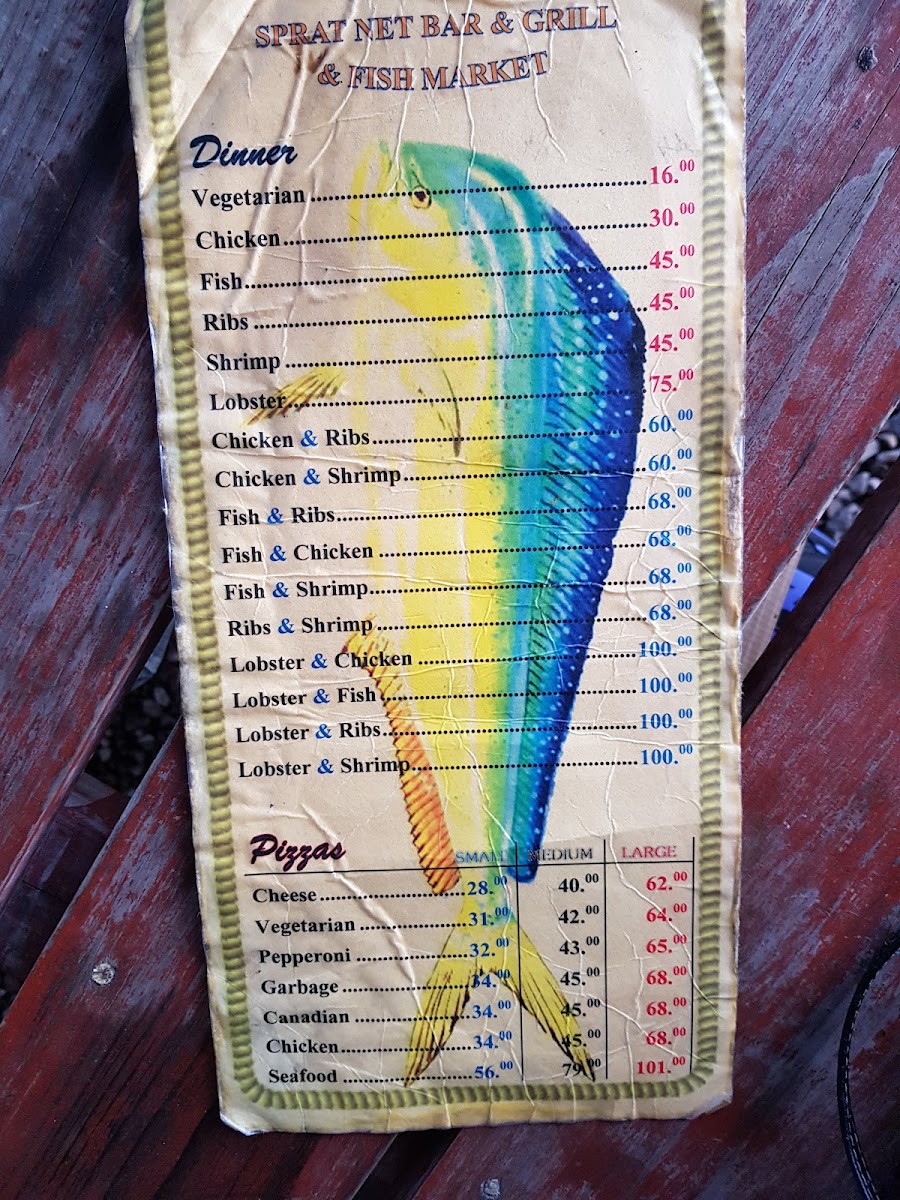 SPRAT NET BAR & GRILL
& FISH MARKET
Dinner
Vegetarian 16.00
Chicken 30.00
Fish 45.00
Ribs 45.00
Shrimp 45.00
Lobster 75.00
Chicken & Ribs 60.00
Chicken & Shrimp 60.00
Fish & Ribs 68.00
Fish & Chicken 68.00
Fish & Shrimp 68.00
Ribs & Shrimp 68.00
Lobster & Chicken 100.00
Lobster & Fish 100.00
Lobster & Ribs 100.00
Lobster & Shrimp 100.00
Pizzas SMALL MEDIUM LARGE
Cheese 28.00 40.00 62.00
Vegetarian 31.00 42.00 64.00
Pepperoni 32.00 43.00 65.00
Garbage 34.00 45.00 68.00
Canadian 34.00 45.00 68.00
Chicken 34.00 45.00 68.00
Seafood 56.00 79.00 101.00